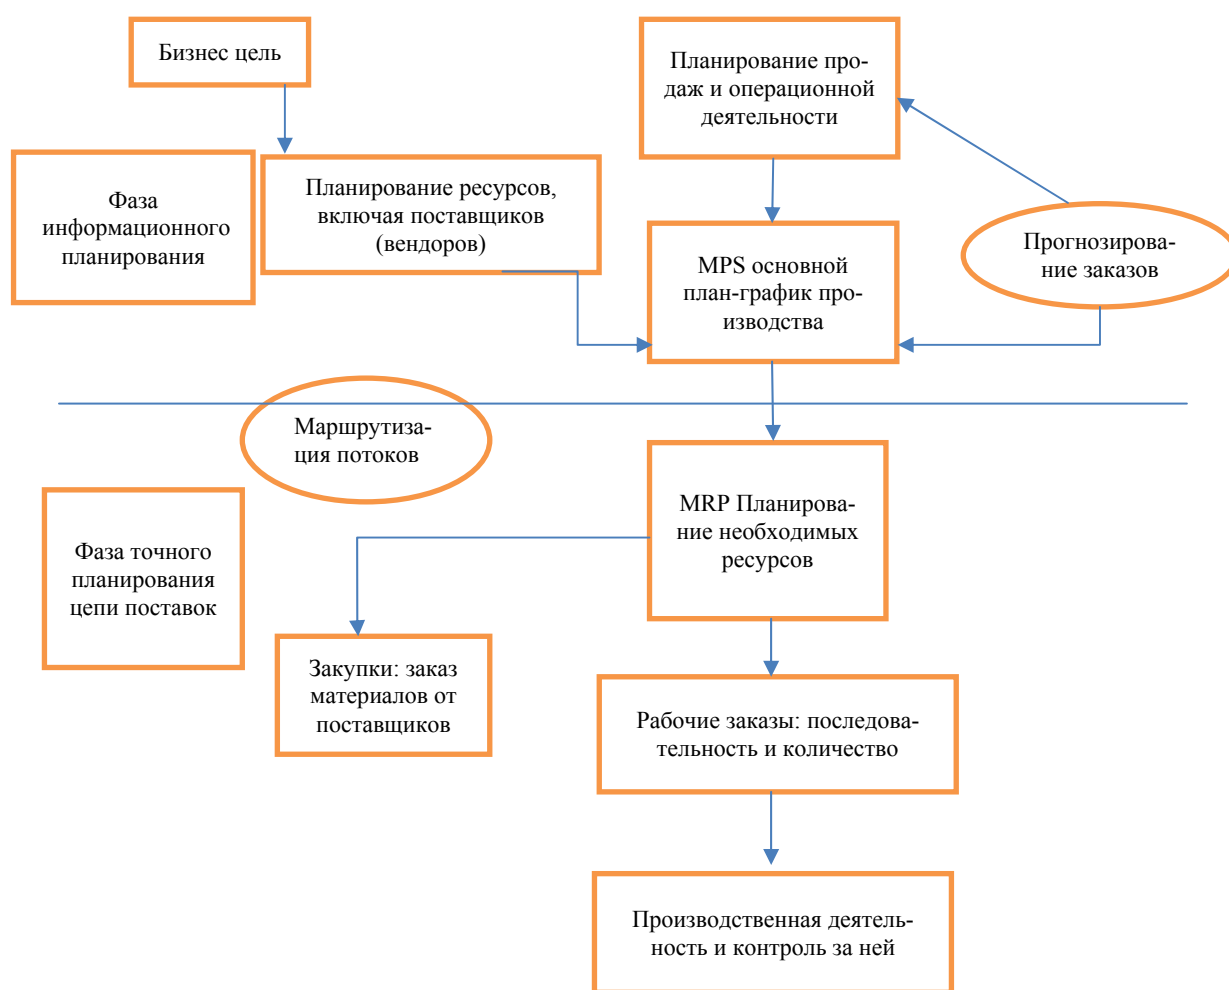 Бизнес цель
Планирование про-
даж и операционной
деятельности
Фаза
информационного
планирования
Планирование ресурсов,
включая поставщиков
(вендоров)
MPS основной
план-график про-
изводства
Прогнозирова-
ние заказов
Маршрутиза-
ция потоков
MRP Планирова-
ние необходимых
ресурсов
Фаза точного
планирования
цепи поставок
Закупки: заказ
материалов от
поставщиков
Рабочие заказы: последова-
тельность и количество
Производственная деятель-
ность и контроль за ней